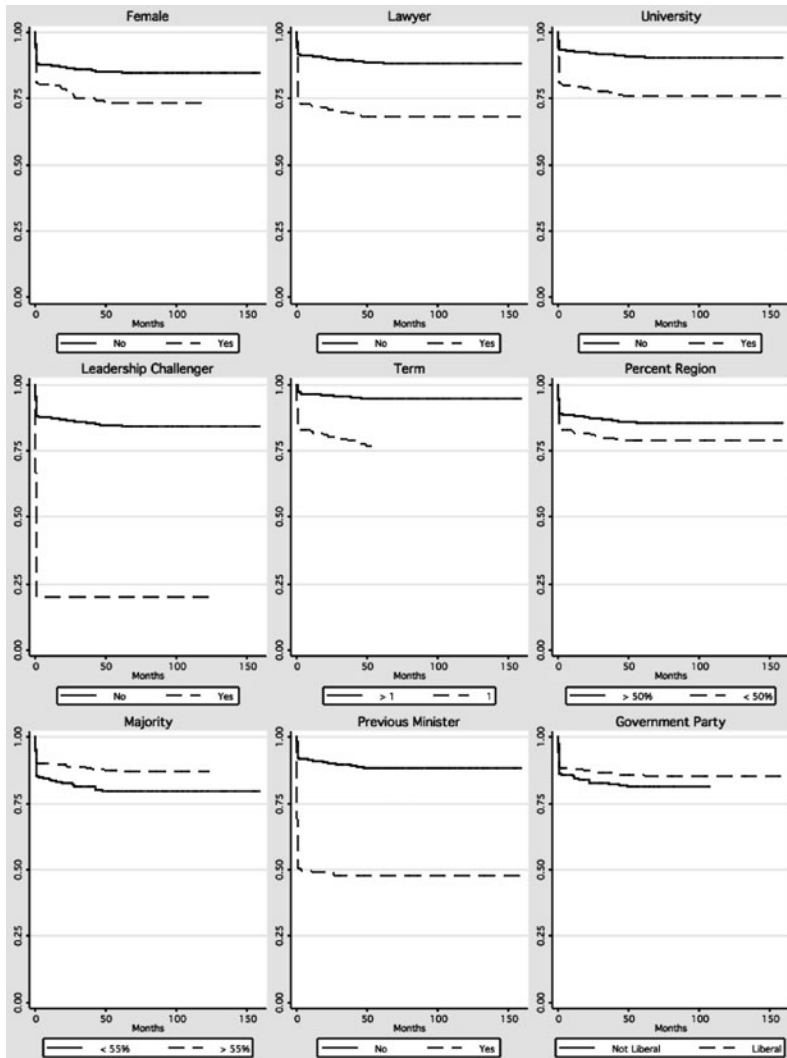 Female
Lawyer
University
1.00
0.75
0.50
0.25
0.00
0 50 100 150
Months
No Yes
1.00
0.75
0.50
0.25
0.00
0 50 100 150
Months
No Yes
1.00
0.75
0.50
0.25
0.00
0 50 100 150
Months
No Yes
Leadership Challenger
Term
Percent Region
1.00
0.75
0.50
0.25
0.00
0 50 100 150
Months
No Yes
1.00
0.75
0.50
0.25
0.00
0 50 100 150
Months
> 1 1
1.00
0.75
0.50
0.25
0.00
0 50 100 150
Months
> 50% < 50%
Majority
Previous Minister
Government Party
1.00
0.75
0.50
0.25
0.00
0 50 100 150
Months
< 55% > 55%
1.00
0.75
0.50
0.25
0.00
0 50 100 150
Months
No Yes
1.00
0.75
0.50
0.25
0.00
0 50 100 150
Months
Not Liberal Liberal